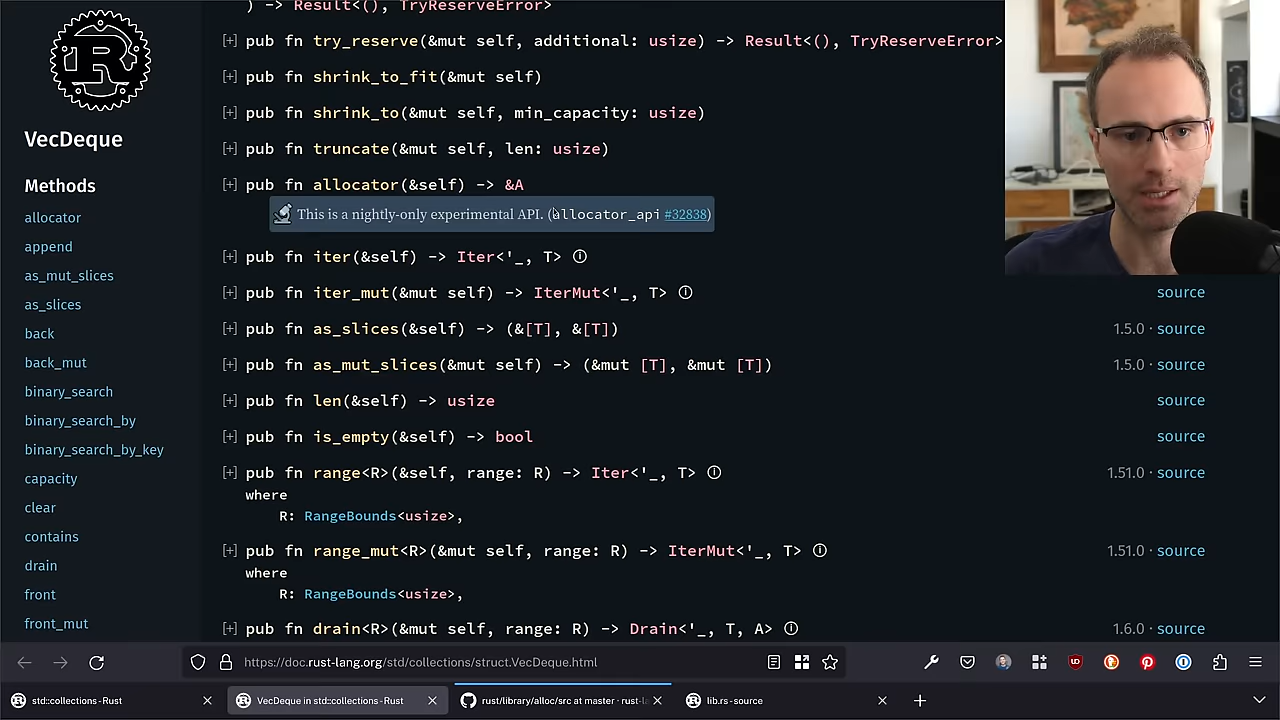 ) -> Result<(), TryReserveError>
[+] pub fn try_reserve(&mut self, additional: usize) -> Result<(), TryReserveError>
[+] pub fn shrink_to_fit(&mut self)
VecDeque
[+] pub fn shrink_to(&mut self, min_capacity: usize)
[+] pub fn truncate(&mut self, len: usize)
Methods
[+] pub fn allocator(&self) -> &A
allocator
This is a nightly-only experimental API. (allocator_api #32838)
append
[+] pub fn iter(&self) -> Iter<'_, T> ⓘ
as_mut_slices
[+] pub fn iter_mut(&mut self) -> IterMut<'_, T> ⓘ source
as_slices
[+] pub fn as_slices(&self) -> (&[T], &[T]) 1.5.0 · source
back
back_mut
[+] pub fn as_mut_slices(&mut self) -> (&mut [T], &mut [T]) 1.5.0 · source
binary_search
[+] pub fn len(&self) -> usize source
binary_search_by
[+] pub fn is_empty(&self) -> bool source
binary_search_by_key
[+] pub fn range<R>(&self, range: R) -> Iter<'_, T> ⓘ 1.51.0 · source
capacity
where
clear
R: RangeBounds<usize>,
contains
[+] pub fn range_mut<R>(&mut self, range: R) -> IterMut<'_, T> ⓘ 1.51.0 · source
drain
where
front
R: RangeBounds<usize>,
front_mut
[+] pub fn drain<R>(&mut self, range: R) -> Drain<'_, T, A> ⓘ 1.6.0 · source
https://doc.rust-lang.org/std/collections/struct.VecDeque.html
std::collections - Rust
VecDeque in std::collections - Rust
rust/library/alloc/src at master · rust-l
lib.rs - source